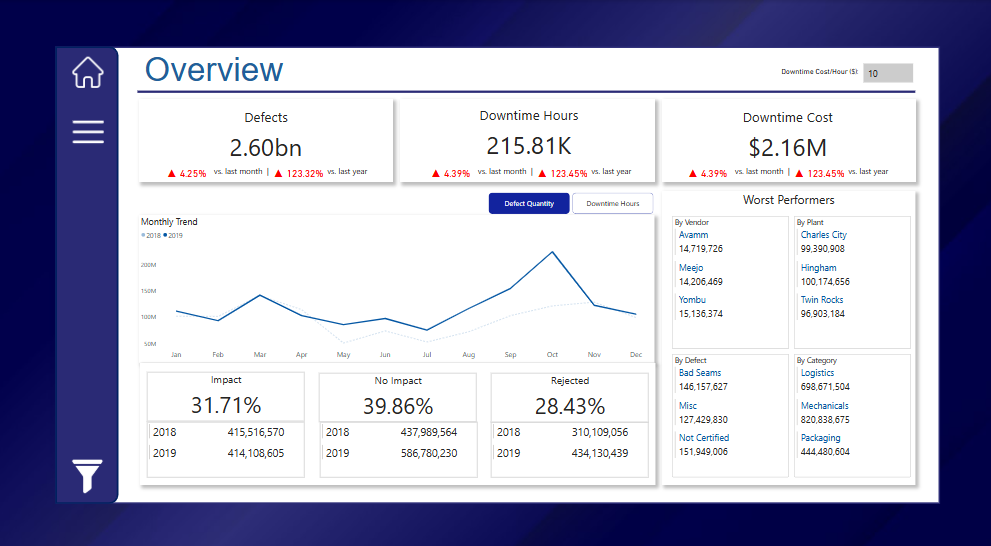 Overview
Downtime Cost/Hour ($) 10
Defects
2.60bn
▲ 4.25% vs. last month | ▲ 123.32% vs. last year
Downtime Hours
215.81K
▲ 4.39% vs. last month | ▲ 123.45% vs. last year
Downtime Cost
$2.16M
▲ 4.39% vs. last month | ▲ 123.45% vs. last year
Defect Quantity Downtime Hours
Monthly Trend
2018 2019
200M
150M
100M
50M
Jan Feb Mar Apr May Jun Jul Aug Sep Oct Nov Dec
Impact
31.71%
2018 415,516,570
2019 414,108,605
No Impact
39.86%
2018 437,989,564
2019 586,780,230
Rejected
28.43%
2018 310,109,056
2019 434,130,439
Worst Performers
By Vendor
Avamm
14,719,726
Meejo
14,206,469
Yombu
15,136,374
By Plant
Charles City
99,390,908
Hingham
100,174,656
Twin Rocks
96,903,184
By Defect
Bad Seams
146,157,627
Misc
127,429,830
Not Certified
151,949,006
By Category
Logistics
698,671,504
Mechanicals
820,838,675
Packaging
444,480,604